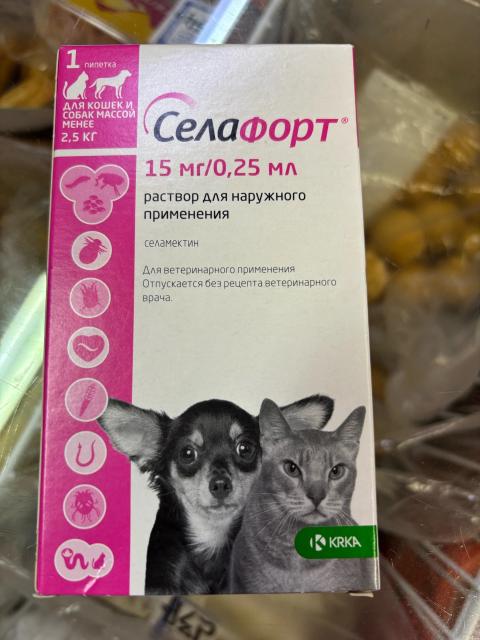 1 пипетка
ДЛЯ КОШЕК И
СОБАК МАССОЙ
МЕНЕЕ
2,5 КГ
Селафорт®
15 мг/0,25 мл
раствор для наружного
применения
селамектин
Для ветеринарного применения
Отпускается без рецепта ветеринарного
врача.
KRKA